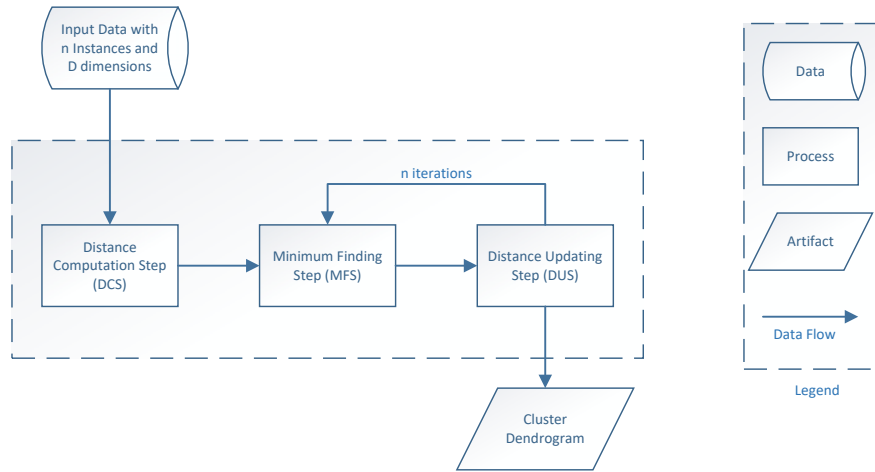 Input Data with
n Instances and
D dimensions
n iterations
Distance
Computation Step
(DCS)
Minimum Finding
Step (MFS)
Distance Updating
Step (DUS)
Cluster
Dendrogram
Data
Process
Artifact
Data Flow
Legend